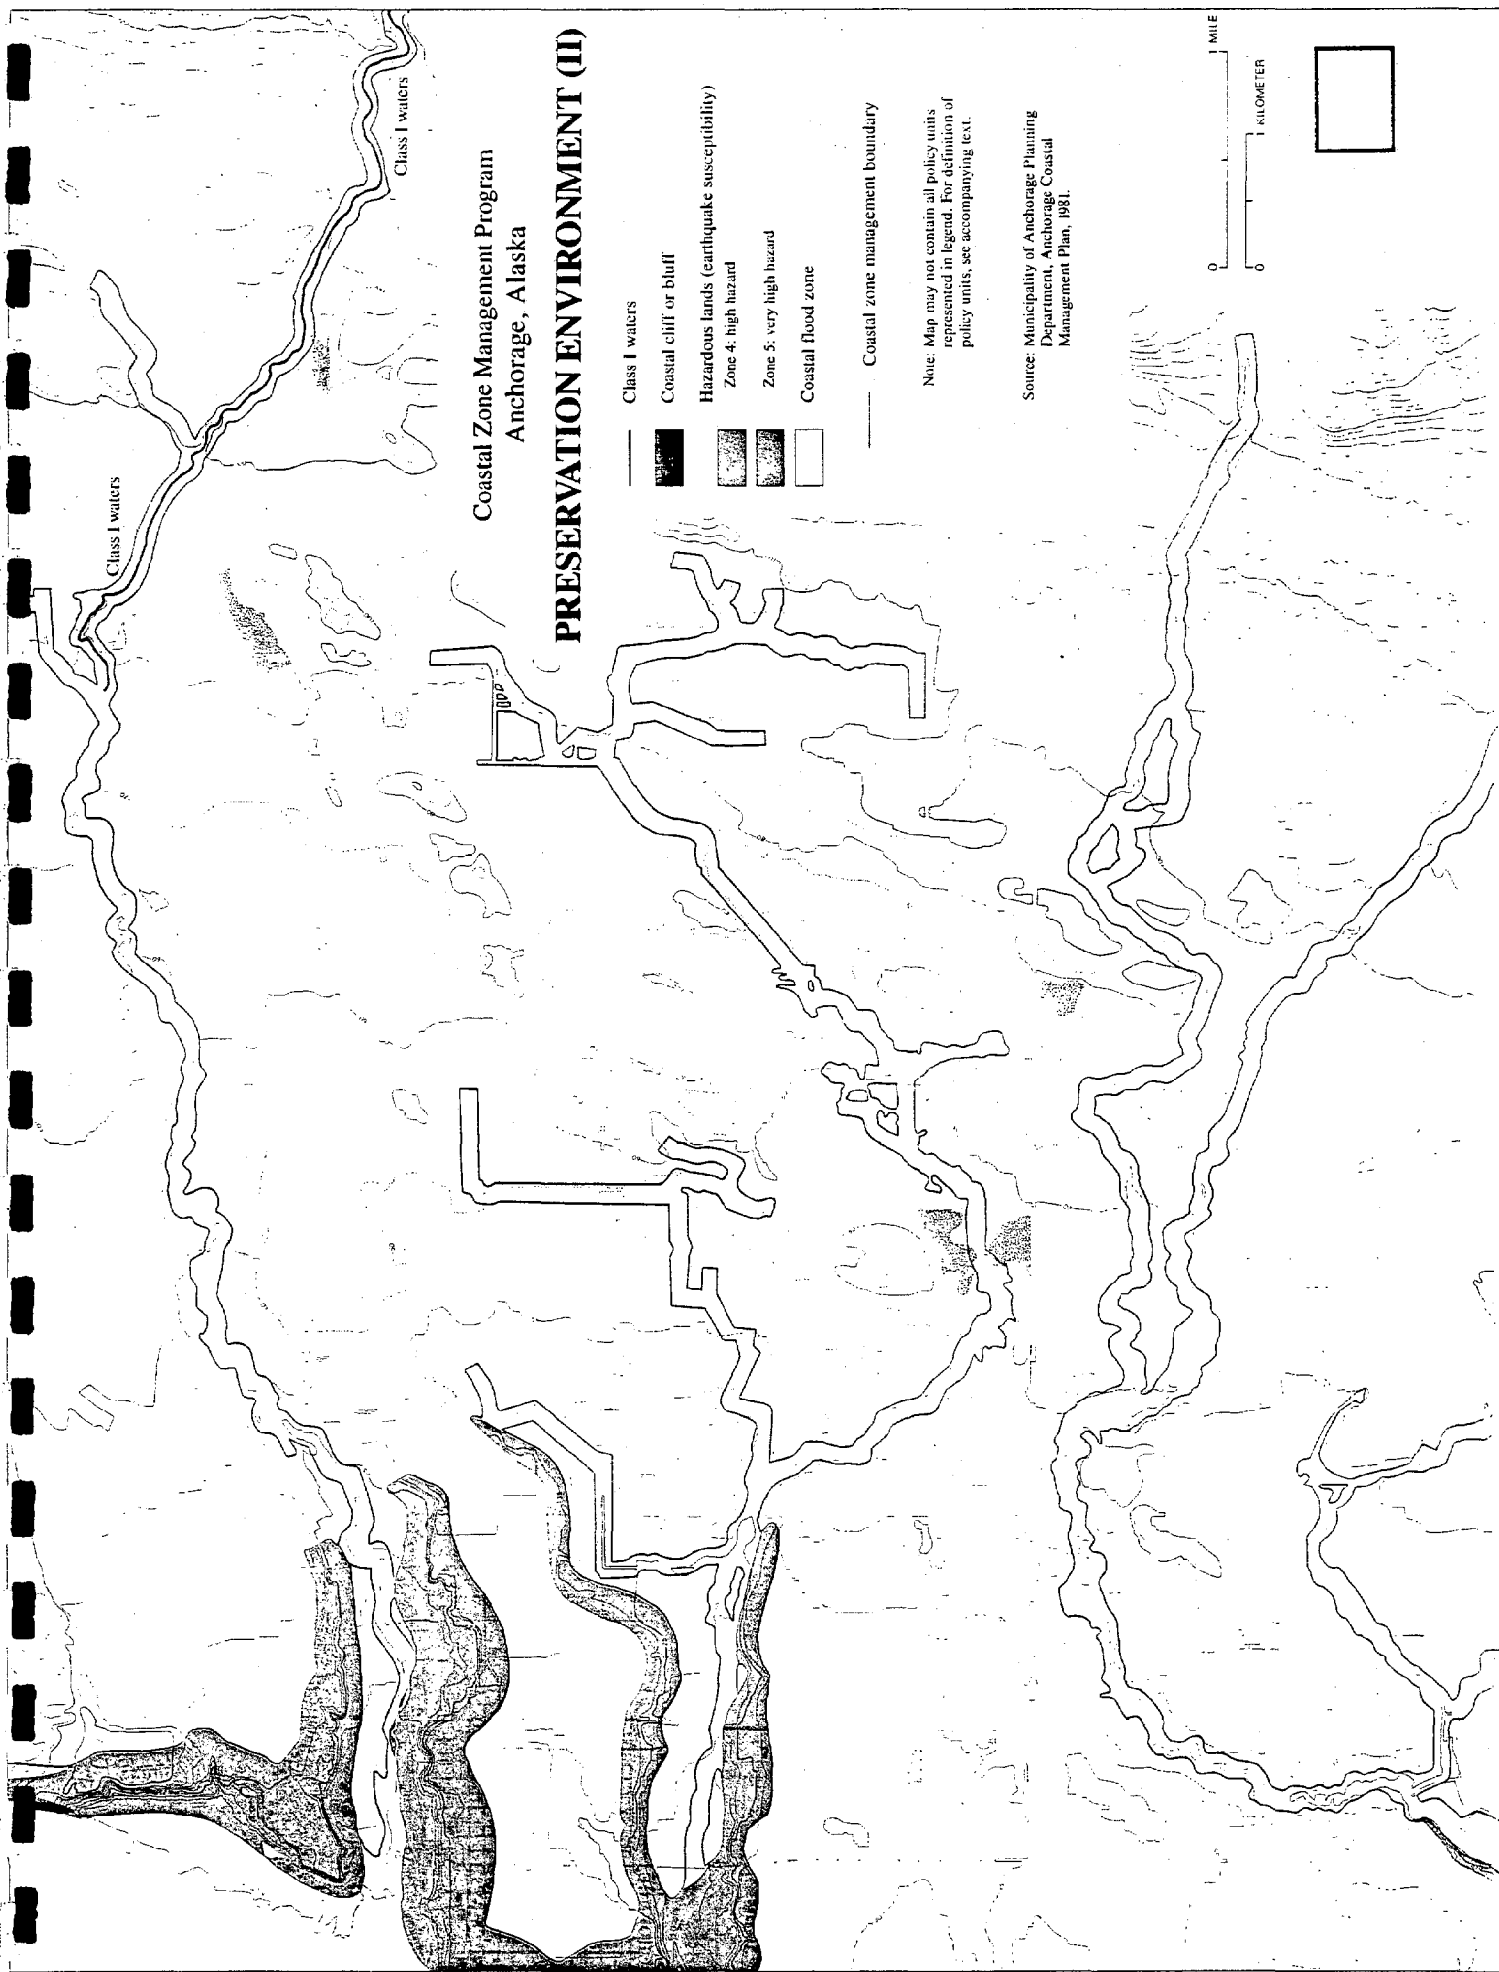 Class I waters
Class I waters
Coastal Zone Management Program
Anchorage, Alaska
PRESERVATION ENVIRONMENT (II)
Class I waters
Coastal cliff or bluff
Hazardous lands (earthquake susceptibility)
Zone 4: high hazard
Zone 5: very high hazard
Coastal flood zone
Coastal zone management boundary
Note: Map may not contain all policy units
represented in legend. For definition of
policy units, see accompanying text.
Source: Municipality of Anchorage Planning
Department, Anchorage Coastal
Management Plan, 1981.
0 1 MILE
0 1 KILOMETER